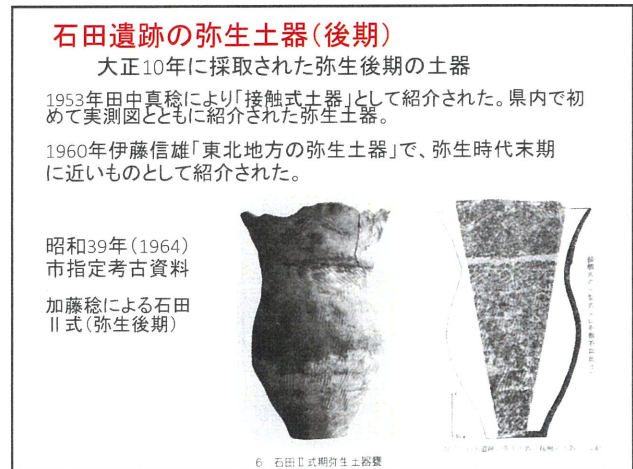 石田遺跡の弥生土器(後期)
大正10年に採取された弥生後期の土器
1953年田中真稔により「接触式土器」として紹介された。県内で初
めて実測図とともに紹介された弥生土器。
1960年伊藤信雄「東北地方の弥生土器」で、弥生時代末期
に近いものとして紹介された。
昭和39年(1964)
市指定考古資料
加藤稔による石田
Ⅱ式(弥生後期)
6 石田Ⅱ式期弥生土器甕